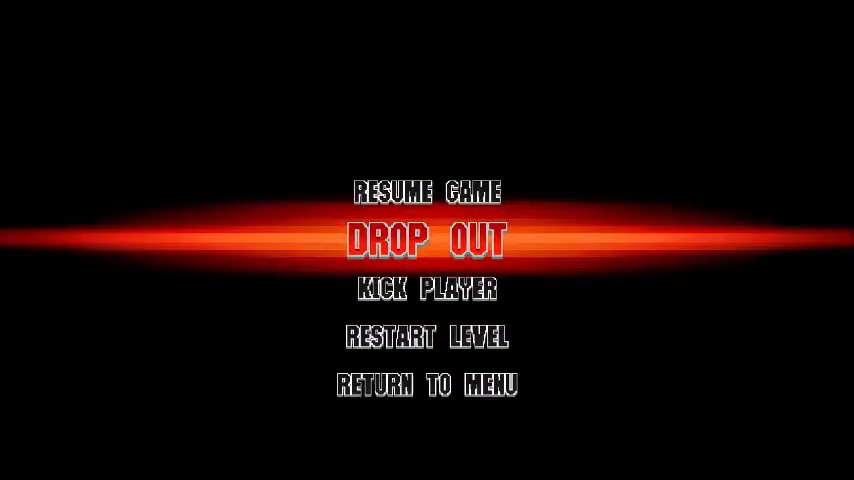 RESUME GAME
DROP OUT
KICK PLAYER
RESTART LEVEL
RETURN TO MENU